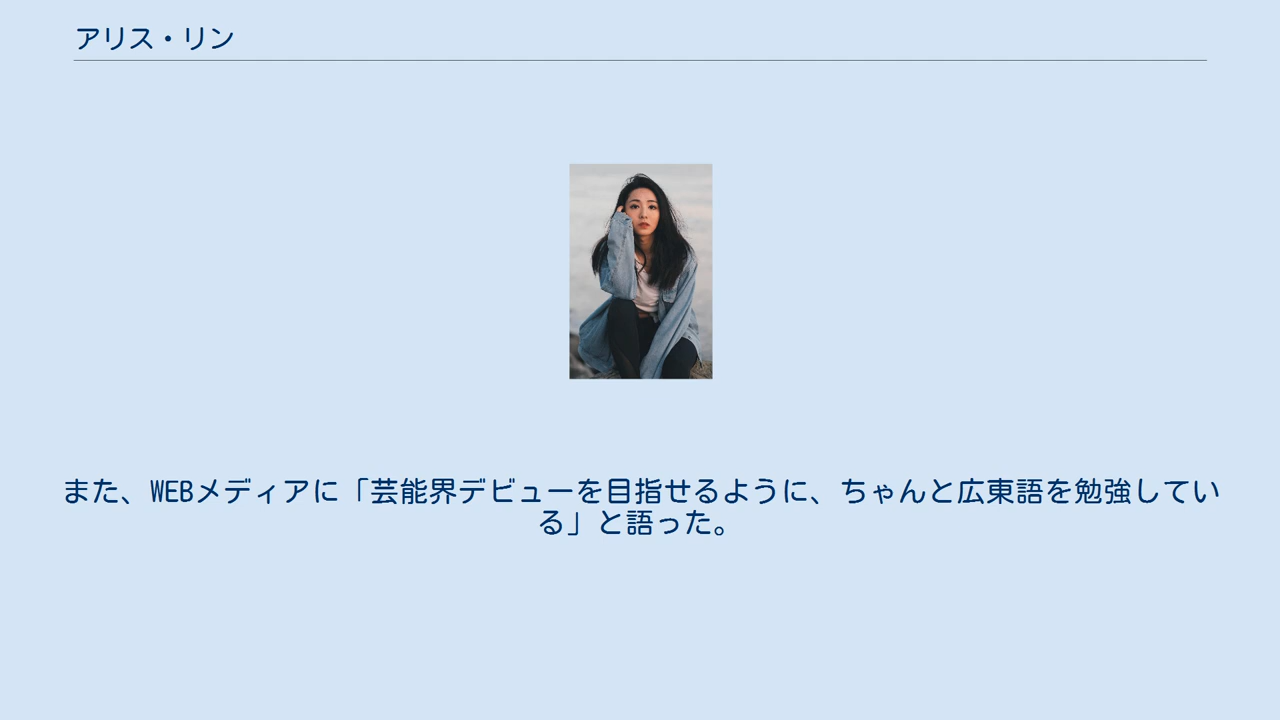 アリス・リン
また、WEBメディアに「芸能界デビューを目指せるように、ちゃんと広東語を勉強してい
る」と語った。